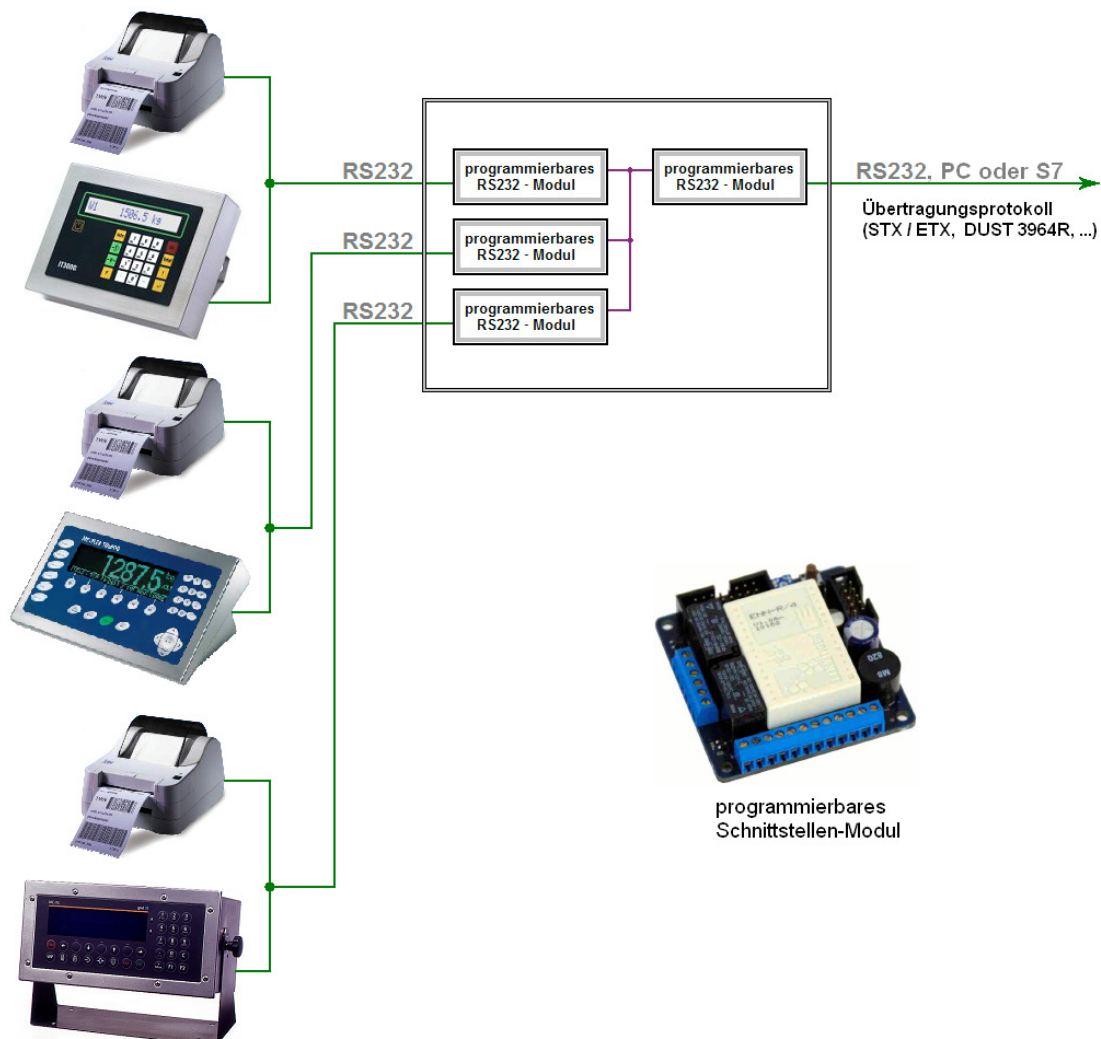 RS232
programmierbares
RS232 - Modul
programmierbares
RS232 - Modul
RS232, PC oder S7
Übertragungsprotokoll
(STX / ETX,  DUST 3964R, ...)
RS232
programmierbares
RS232 - Modul
RS232
programmierbares
RS232 - Modul
W1 1506.5 kg
IT3000
1287.5
programmierbares
Schnittstellen-Modul